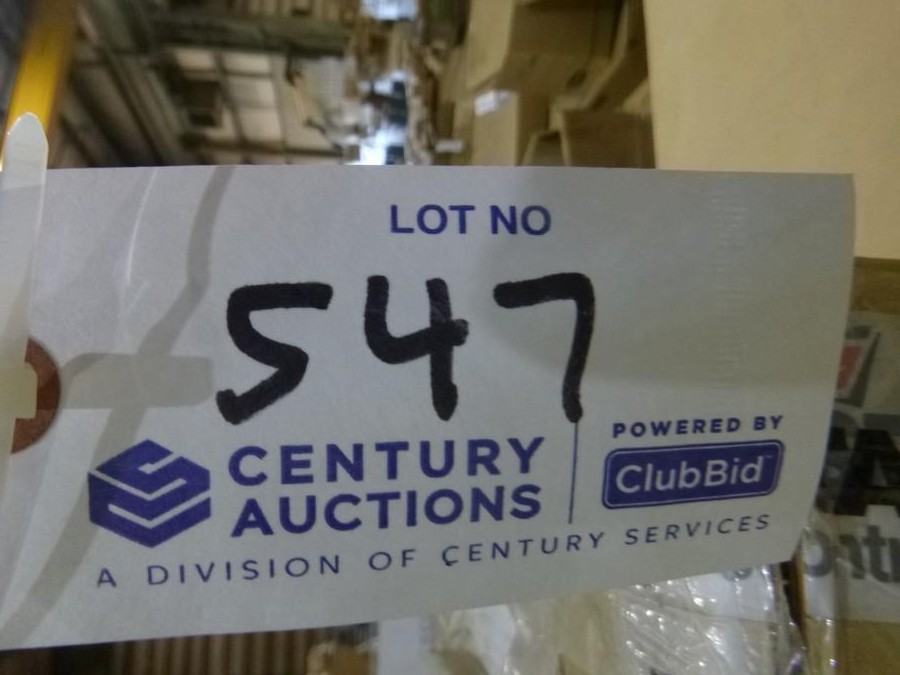 LOT NO
547
CENTURY
AUCTIONS
POWERED BY
ClubBid
A DIVISION OF CENTURY SERVICES